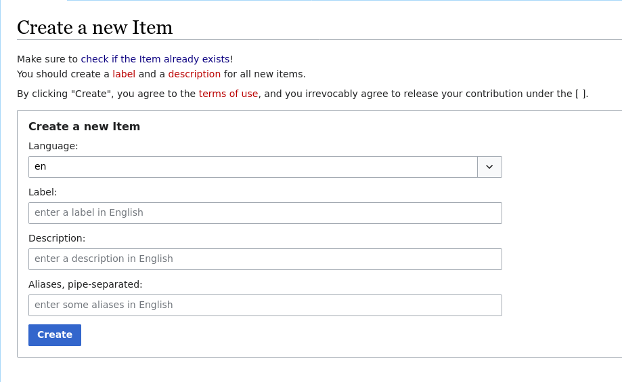 Create a new Item
Make sure to check if the Item already exists!
You should create a label and a description for all new items.
By clicking "Create", you agree to the terms of use, and you irrevocably agree to release your contribution under the [ ].
Create a new Item
Language:
en
Label:
enter a label in English
Description:
enter a description in English
Aliases, pipe-separated:
enter some aliases in English
Create